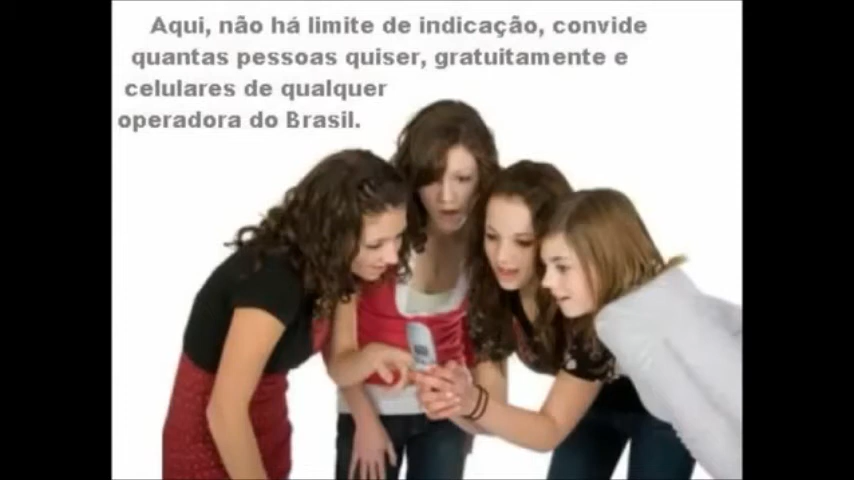 Aqui, não há limite de indicação, convide
quantas pessoas quiser, gratuitamente e
celulares de qualquer
operadora do Brasil.